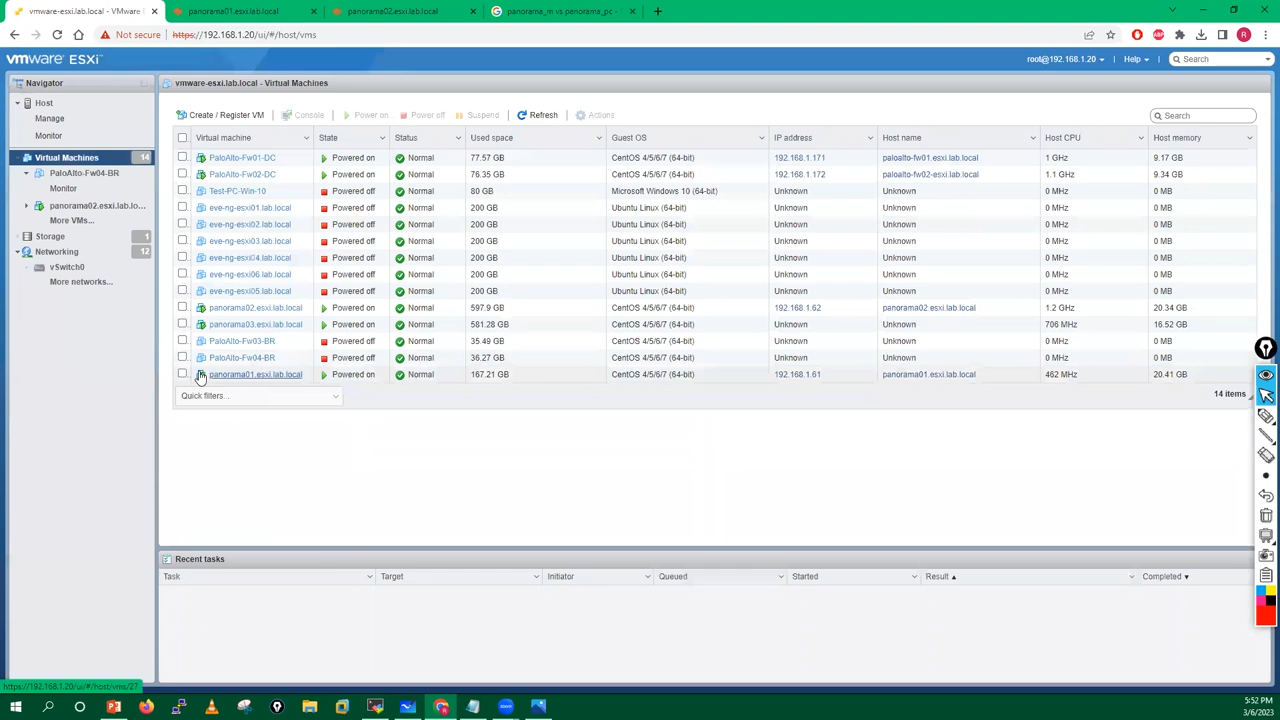 vmware-esxi.lab.local - VMware E
panorama01.esxi.lab.local
panorama02.esxi.lab.local
panorama_m vs panorama_pc -
Not secure
https://192.168.1.20/ui/#/host/vms
ABP
R
vmware ESXi
root@192.168.1.20
Help
Search
Navigator
vmware-esxi.lab.local - Virtual Machines
Host
Manage
Monitor
Virtual Machines 14
PaloAlto-Fw04-BR
Monitor
panorama02.esxi.lab.lo...
More VMs...
Storage 1
Networking 12
vSwitch0
More networks...
Create / Register VM
Console
Power on...
Power off
Suspend
Refresh
Actions
Search
Virtual machine State Status Used space Guest OS IP address Host name Host CPU Host memory
PaloAlto-Fw01-DC Powered on Normal 77.57 GB CentOS 4/5/6/7 (64-bit) 192.168.1.171 paloalto-fw01.esxi.lab.local 1 GHz 9.17 GB
PaloAlto-Fw02-DC Powered on Normal 76.35 GB CentOS 4/5/6/7 (64-bit) 192.168.1.172 paloalto-fw02-esxi.lab.local 1.1 GHz 9.34 GB
Test-PC-Win-10 Powered off Normal 80 GB Microsoft Windows 10 (64-bit) Unknown Unknown 0 MHz 0 MB
eve-ng-esxi01.lab.local Powered off Normal 200 GB Ubuntu Linux (64-bit) Unknown Unknown 0 MHz 0 MB
eve-ng-esxi02.lab.local Powered off Normal 200 GB Ubuntu Linux (64-bit) Unknown Unknown 0 MHz 0 MB
eve-ng-esxi03.lab.local Powered off Normal 200 GB Ubuntu Linux (64-bit) Unknown Unknown 0 MHz 0 MB
eve-ng-esxi04.lab.local Powered off Normal 200 GB Ubuntu Linux (64-bit) Unknown Unknown 0 MHz 0 MB
eve-ng-esxi06.lab.local Powered off Normal 200 GB Ubuntu Linux (64-bit) Unknown Unknown 0 MHz 0 MB
eve-ng-esxi05.lab.local Powered off Normal 200 GB Ubuntu Linux (64-bit) Unknown Unknown 0 MHz 0 MB
panorama02.esxi.lab.local Powered on Normal 597.9 GB CentOS 4/5/6/7 (64-bit) 192.168.1.62 panorama02.esxi.lab.local 1.2 GHz 20.34 GB
panorama03.esxi.lab.local Powered on Normal 581.28 GB CentOS 4/5/6/7 (64-bit) Unknown Unknown 706 MHz 16.52 GB
PaloAlto-Fw03-BR Powered off Normal 35.49 GB CentOS 4/5/6/7 (64-bit) Unknown Unknown 0 MHz 0 MB
PaloAlto-Fw04-BR Powered off Normal 36.27 GB CentOS 4/5/6/7 (64-bit) Unknown Unknown 0 MHz 0 MB
panorama01.esxi.lab.local Powered on Normal 167.21 GB CentOS 4/5/6/7 (64-bit) 192.168.1.61 panorama01.esxi.lab.local 462 MHz 20.41 GB
Quick filters...
14 items
Recent tasks
Task Target Initiator Queued Started Result Completed
https://192.168.1.20/ui/#/host/vms/27
zoom
5:52 PM
3/6/2023